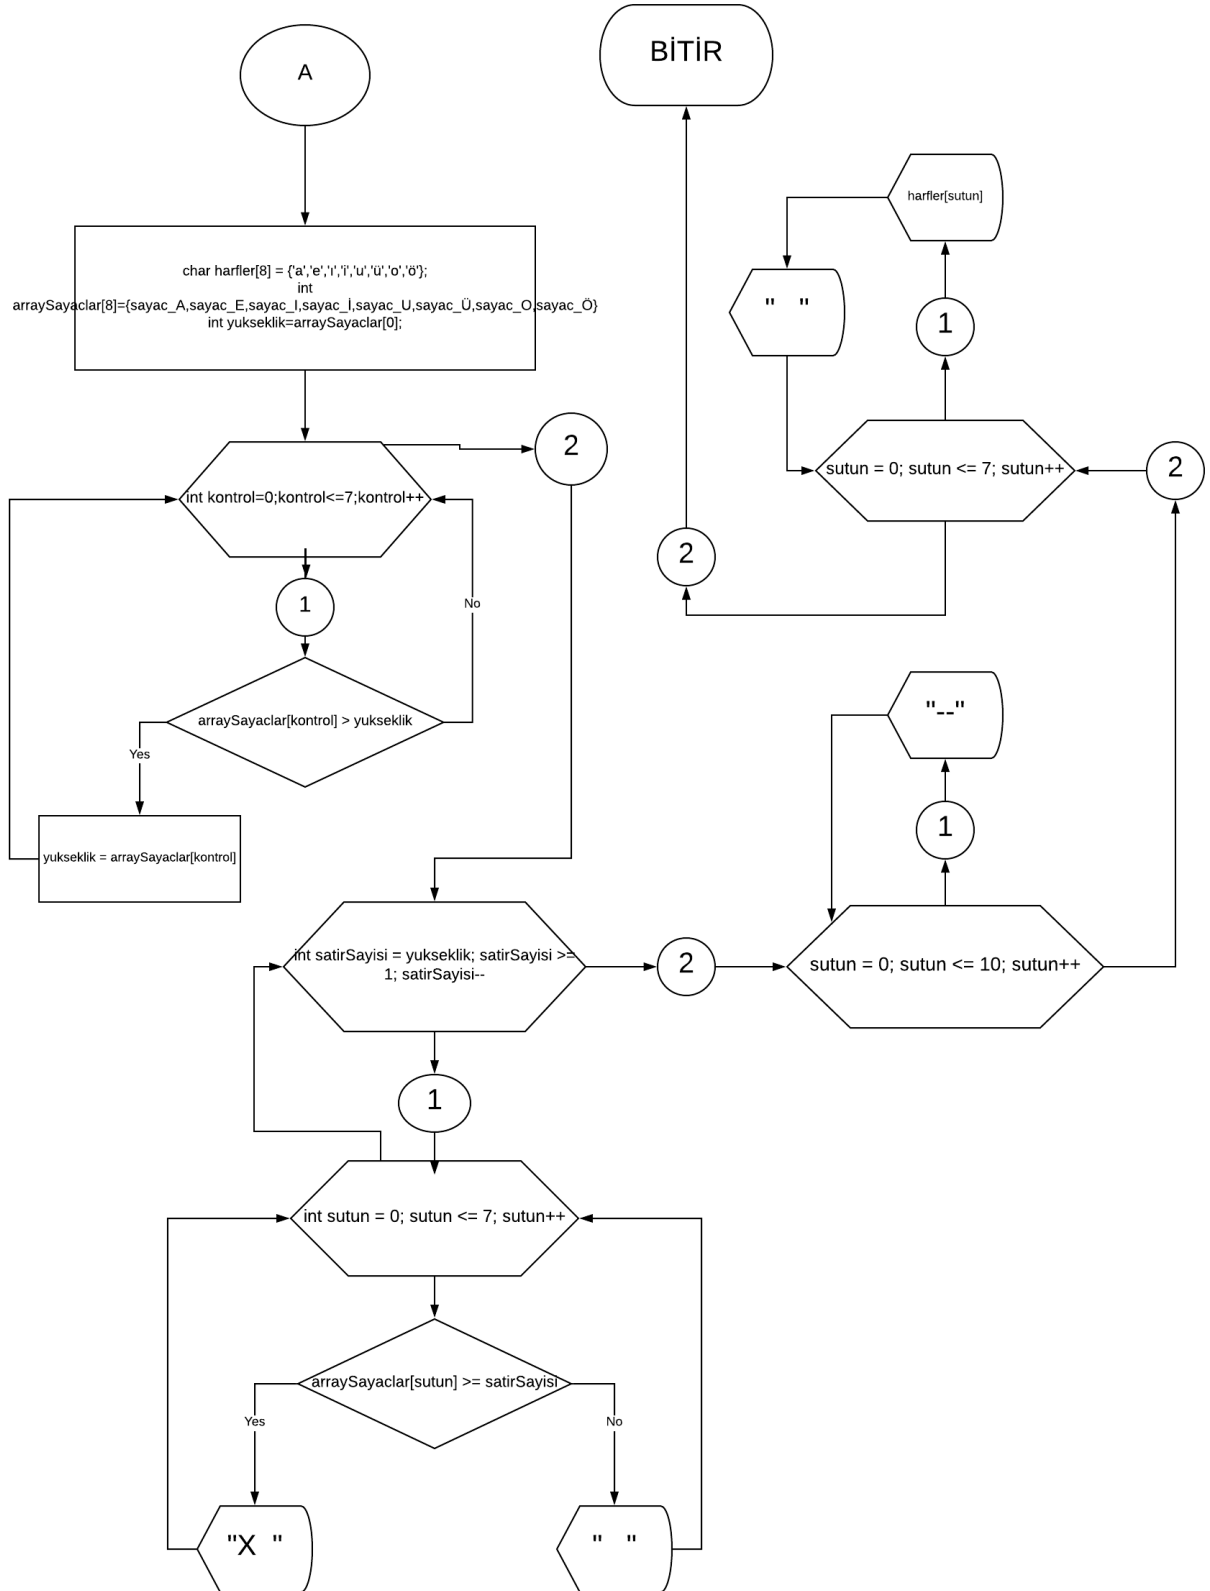 A
BİTİR
harfler[sutun]
char harfler[8] = {'a','e','ı','i','u','ü','o','ö'};
int
arraySayaclar[8]={sayac_A,sayac_E,sayac_I,sayac_İ,sayac_U,sayac_Ü,sayac_O,sayac_Ö}
int yukseklik=arraySayaclar[0];
" "
1
2
sutun = 0; sutun <= 7; sutun++
2
int kontrol=0;kontrol<=7;kontrol++
2
1
No
arraySayaclar[kontrol] > yukseklik
Yes
yukseklik = arraySayaclar[kontrol]
"--"
1
int satirSayisi = yukseklik; satirSayisi >=
1; satirSayisi--
2
sutun = 0; sutun <= 10; sutun++
1
int sutun = 0; sutun <= 7; sutun++
arraySayaclar[sutun] >= satirSayisi
Yes
No
"X "
" "